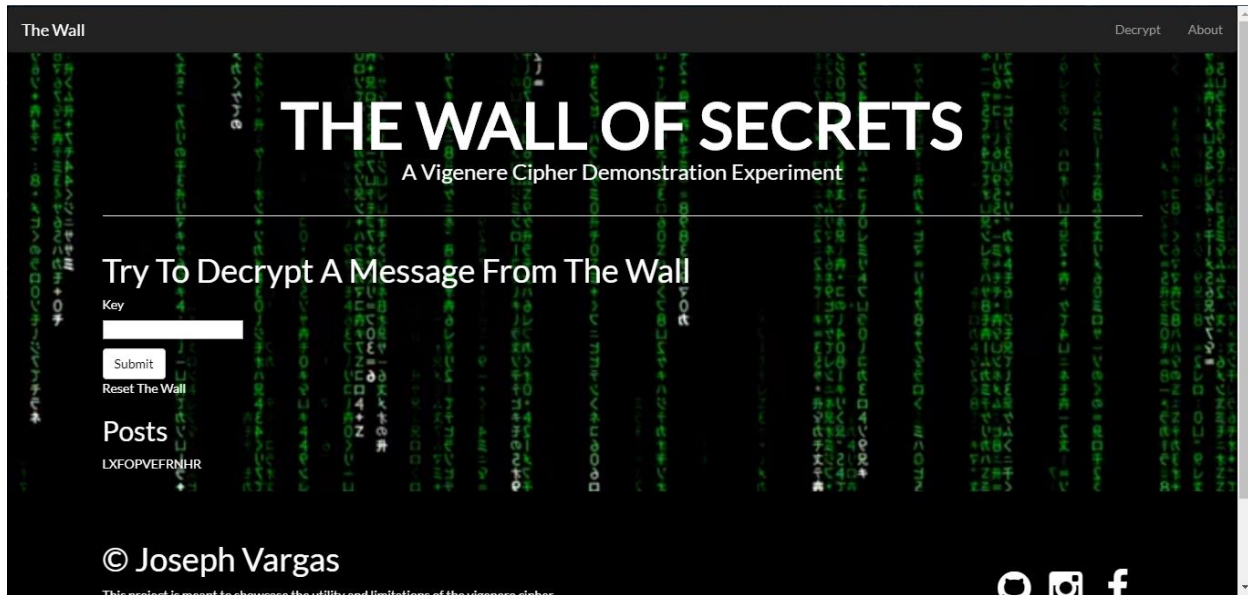 The Wall
Decrypt About
THE WALL OF SECRETS
A Vigenere Cipher Demonstration Experiment
Try To Decrypt A Message From The Wall
Key
Submit
Reset The Wall
Posts
LXFOPVEFRNHR
© Joseph Vargas
This project is meant to showcase the utility and limitations of the vigenere cipher